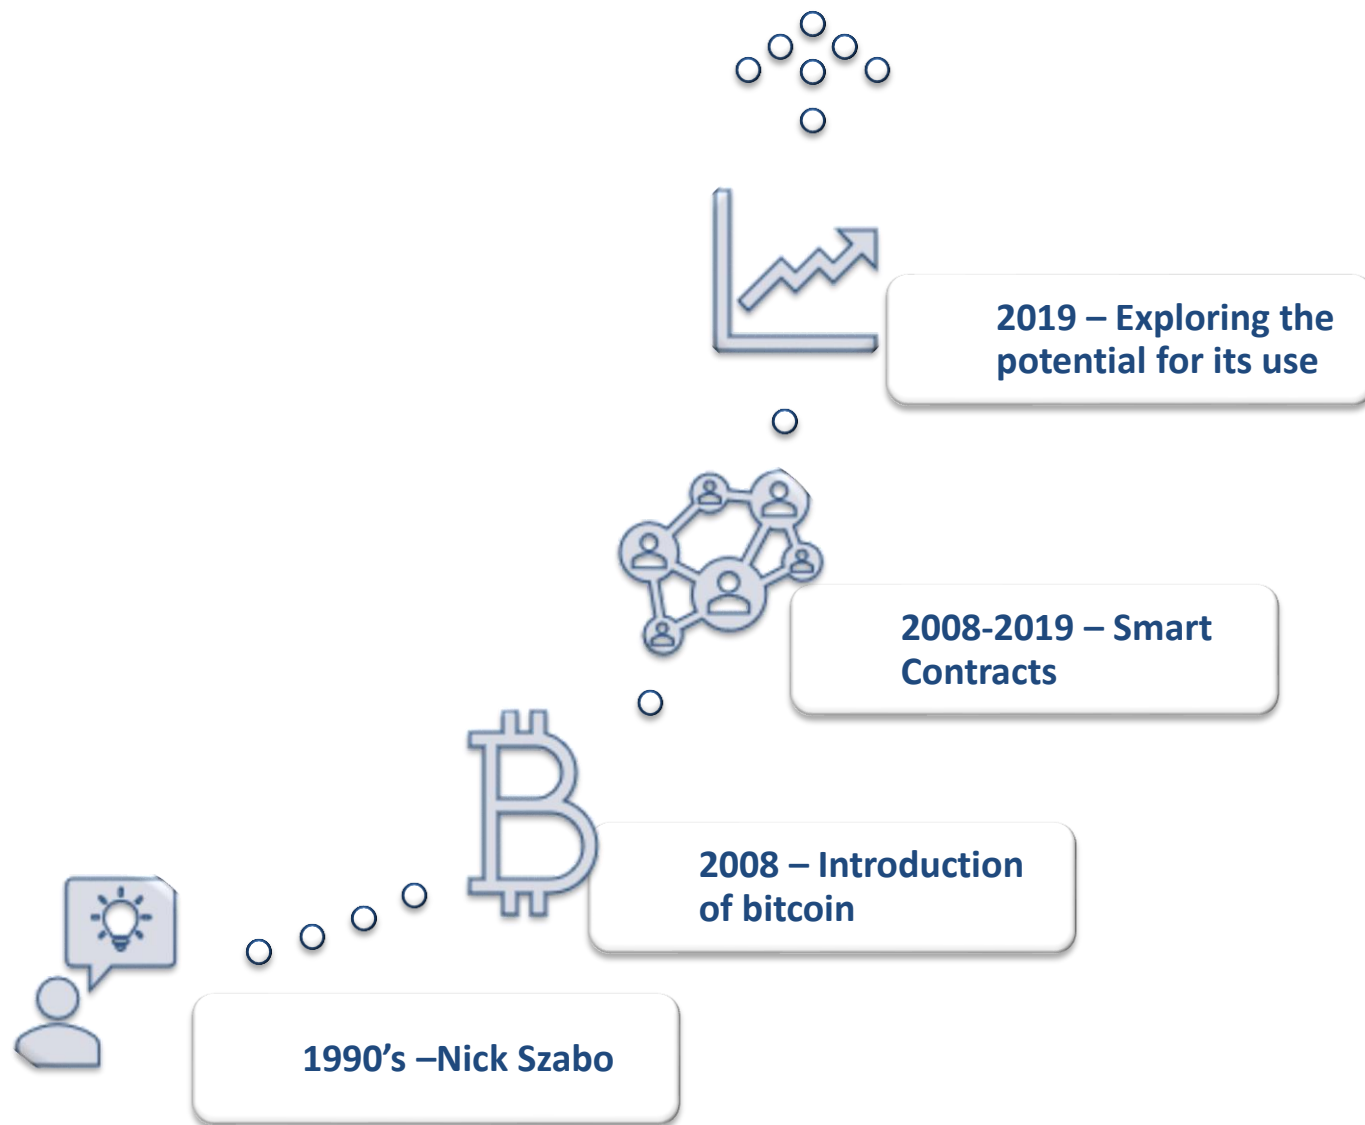 2019 – Exploring the
potential for its use
2008-2019 – Smart
Contracts
2008 – Introduction
of bitcoin
1990’s –Nick Szabo